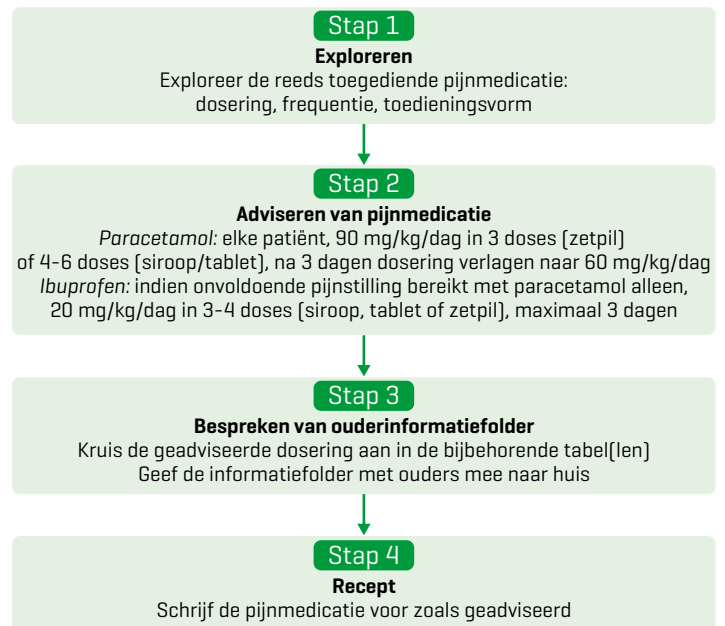 Stap 1
Exploreren
Exploreer de reeds toegediende pijnmedicatie:
dosering, frequentie, toedieningsvorm
Stap 2
Adviseren van pijnmedicatie
Paracetamol: elke patiënt, 90 mg/kg/dag in 3 doses (zetpil)
of 4-6 doses (siroop/tablet), na 3 dagen dosering verlagen naar 60 mg/kg/dag
Ibuprofen: indien onvoldoende pijnstilling bereikt met paracetamol alleen,
20 mg/kg/dag in 3-4 doses (siroop, tablet of zetpil), maximaal 3 dagen
Stap 3
Bespreken van ouderinformatiefolder
Kruis de geadviseerde dosering aan in de bijbehorende tabel(len)
Geef de informatiefolder met ouders mee naar huis
Stap 4
Recept
Schrijf de pijnmedicatie voor zoals geadviseerd